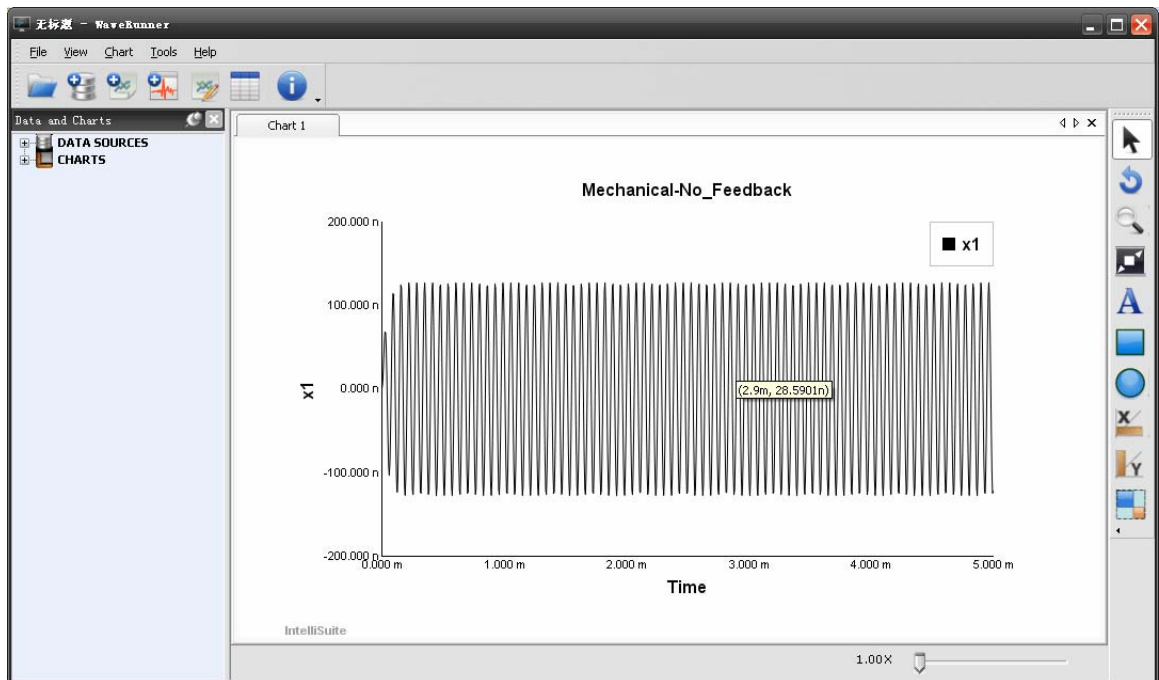 无标题 - WaveRunner
File View Chart Tools Help
Data and Charts
DATA SOURCES
CHARTS
Chart 1
Mechanical-No_Feedback
200.000 n
x1
100.000 n
x1
0.000 n
(2.9m, 28.5901n)
-100.000 n
-200.000 n
0.000 m 1.000 m 2.000 m 3.000 m 4.000 m 5.000 m
Time
IntelliSuite
1.00X
A
X
Y